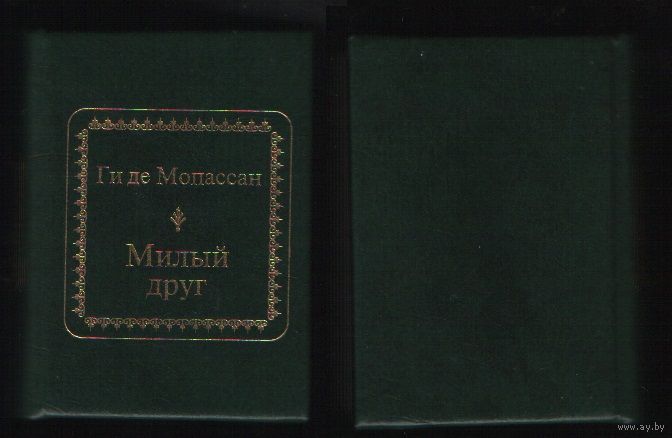 Ги де Мопассан
Милый
друг
www.ay.by